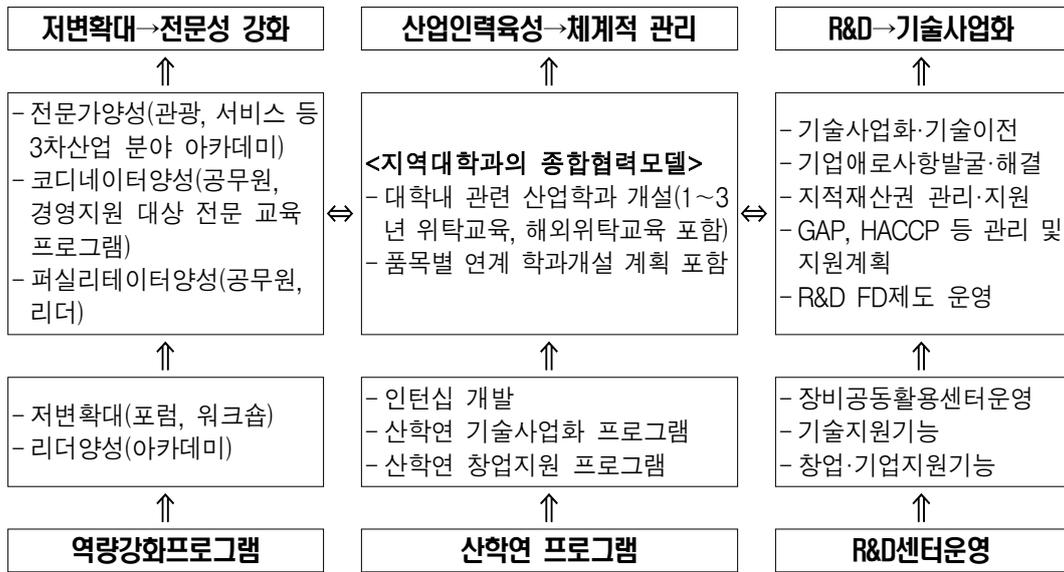 저변확대→전문성 강화
산업인력육성→체계적 관리
R&D→기술사업화
⇑ ⇑ ⇑
- 전문가양성(관광, 서비스 등
3차산업 분야 아카데미)
- 코디네이터양성(공무원,
경영지원 대상 전문 교육
프로그램)
- 퍼실리테이터양성(공무원,
리더)
⇔
<지역대학과의 종합협력모델>
- 대학내 관련 산업학과 개설(1~3
년 위탁교육, 해외위탁교육 포함)
- 품목별 연계 학과개설 계획 포함
⇔
- 기술사업화·기술이전
- 기업애로사항발굴·해결
- 지적재산권 관리·지원
- GAP, HACCP 등 관리 및
지원계획
- R&D FD제도 운영
⇑ ⇑ ⇑
- 저변확대(포럼, 워크숍)
- 리더양성(아카데미)
- 인턴십 개발
- 산학연 기술사업화 프로그램
- 산학연 창업지원 프로그램
- 장비공동활용센터운영
- 기술지원기능
- 창업·기업지원기능
⇑ ⇑ ⇑
역량강화프로그램
산학연 프로그램
R&D센터운영